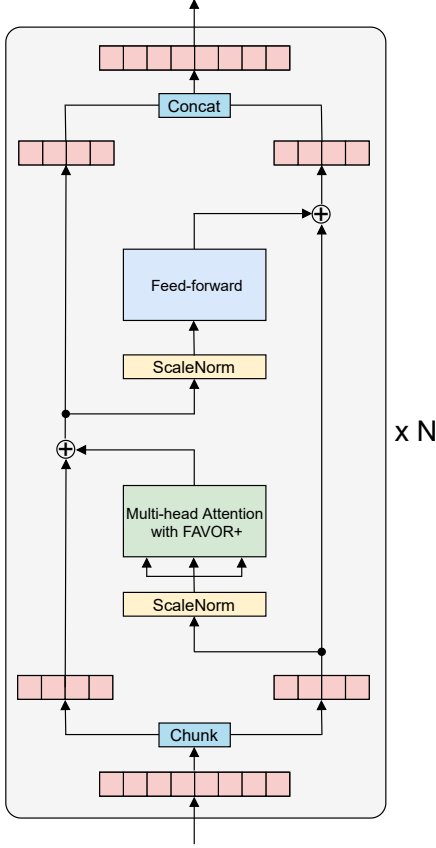 Concat
Feed-forward
ScaleNorm
x N
Multi-head Attention
with FAVOR+
ScaleNorm
Chunk